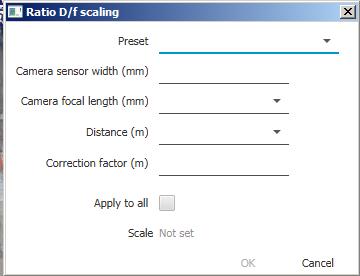 Ratio D/f scaling
Preset
Camera sensor width (mm)
Camera focal length (mm)
Distance (m)
Correction factor (m)
Apply to all
Scale Not set
OK Cancel